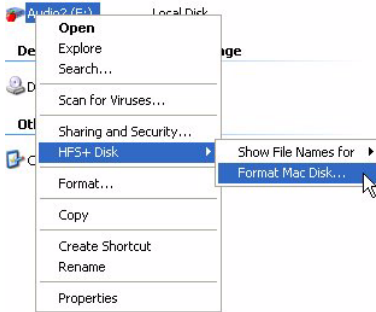 Audio2 (E:) Local Disk
Open
Explore
Search...
Scan for Viruses...
Sharing and Security...
HFS+ Disk
Show File Names for
Format Mac Disk...
Format...
Copy
Create Shortcut
Rename
Properties